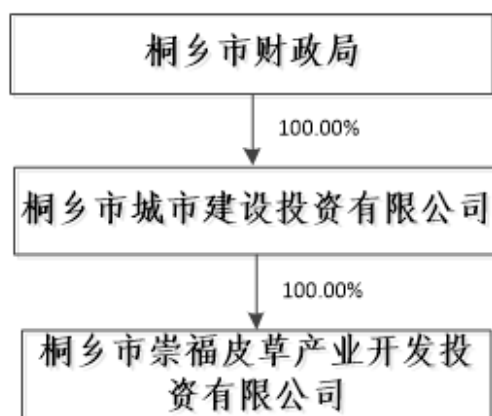 桐乡市财政局
100.00%
桐乡市城市建设投资有限公司
100.00%
桐乡市崇福皮草产业开发投
资有限公司